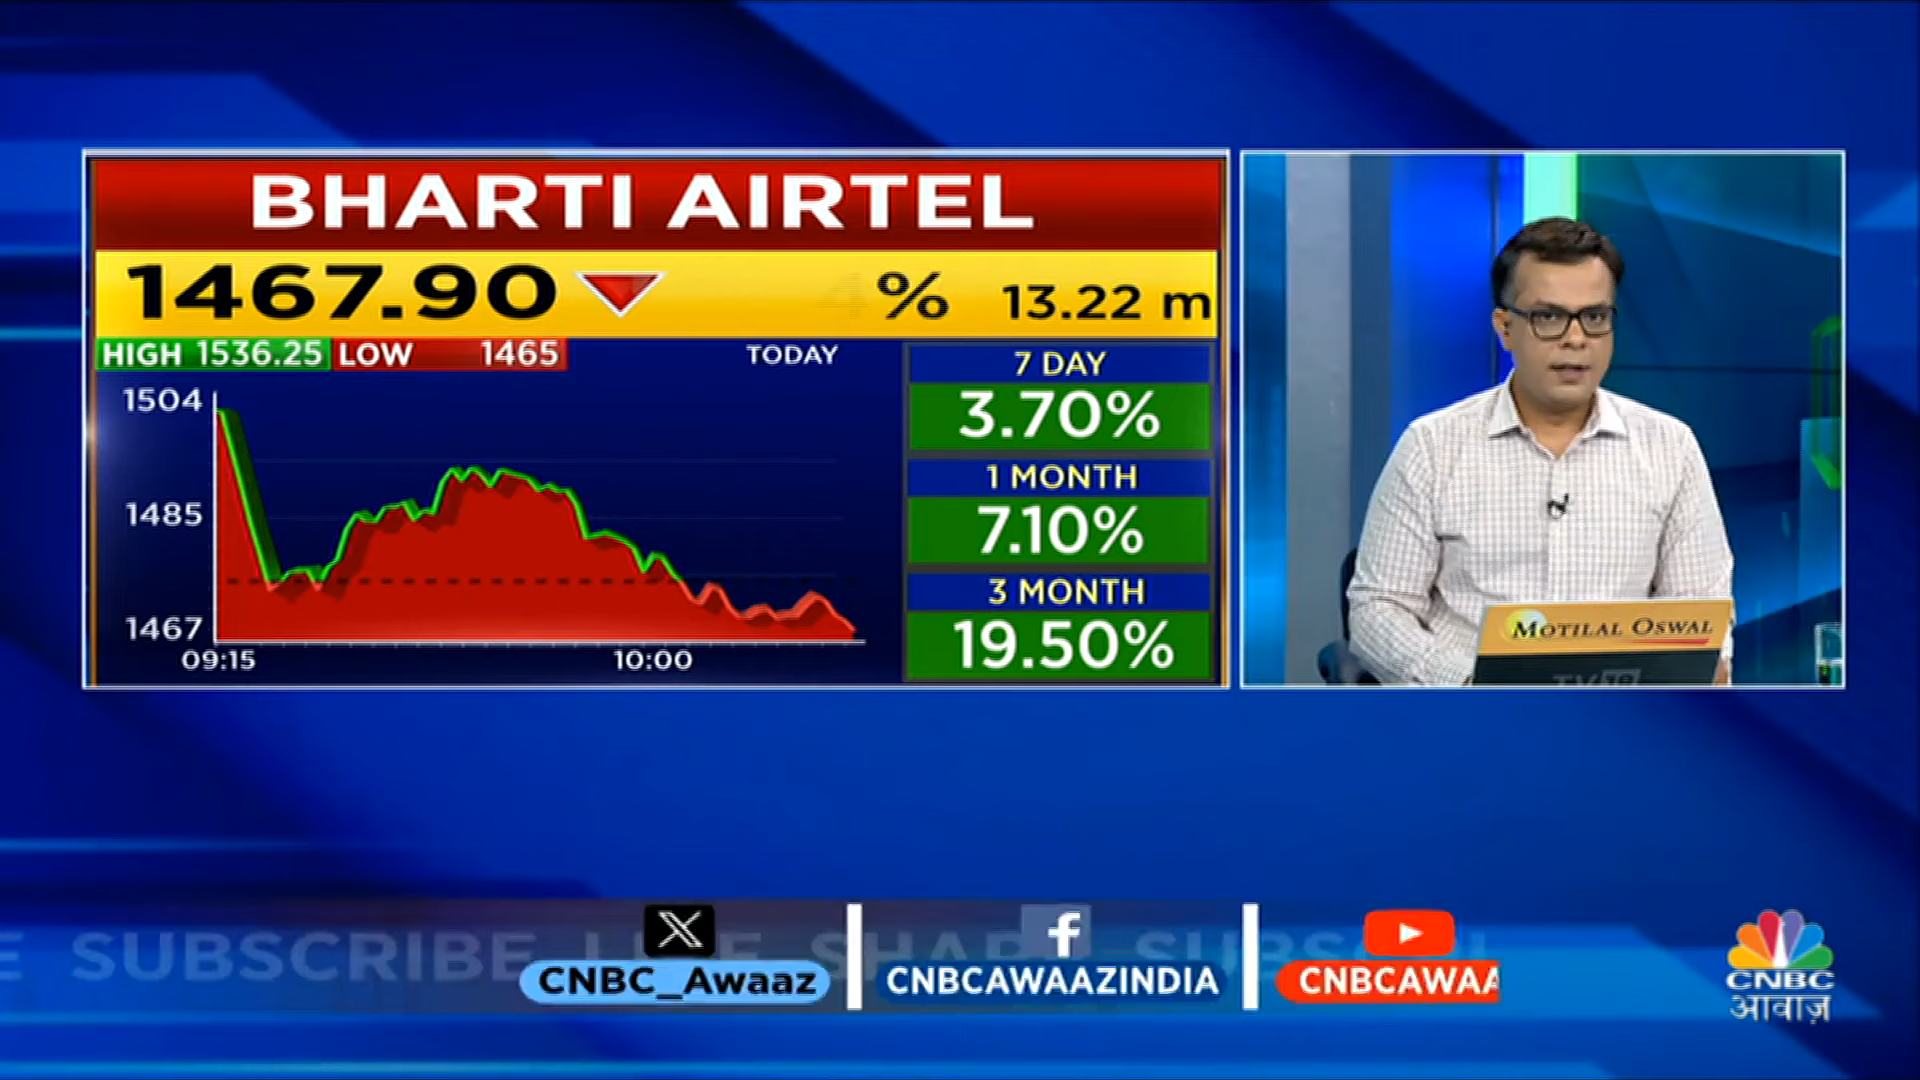 BHARTI AIRTEL
1467.90 % 13.22 m
HIGH 1536.25 LOW 1465 TODAY
1504
1485
1467
09:15 10:00
7 DAY
3.70%
1 MONTH
7.10%
3 MONTH
19.50%
MOTILAL OSWAL
TV18
SUBSCRIBE
CNBC_Awaaz
CNBCAWAAZINDIA
CNBCAWAA
CNBC
आवाज़